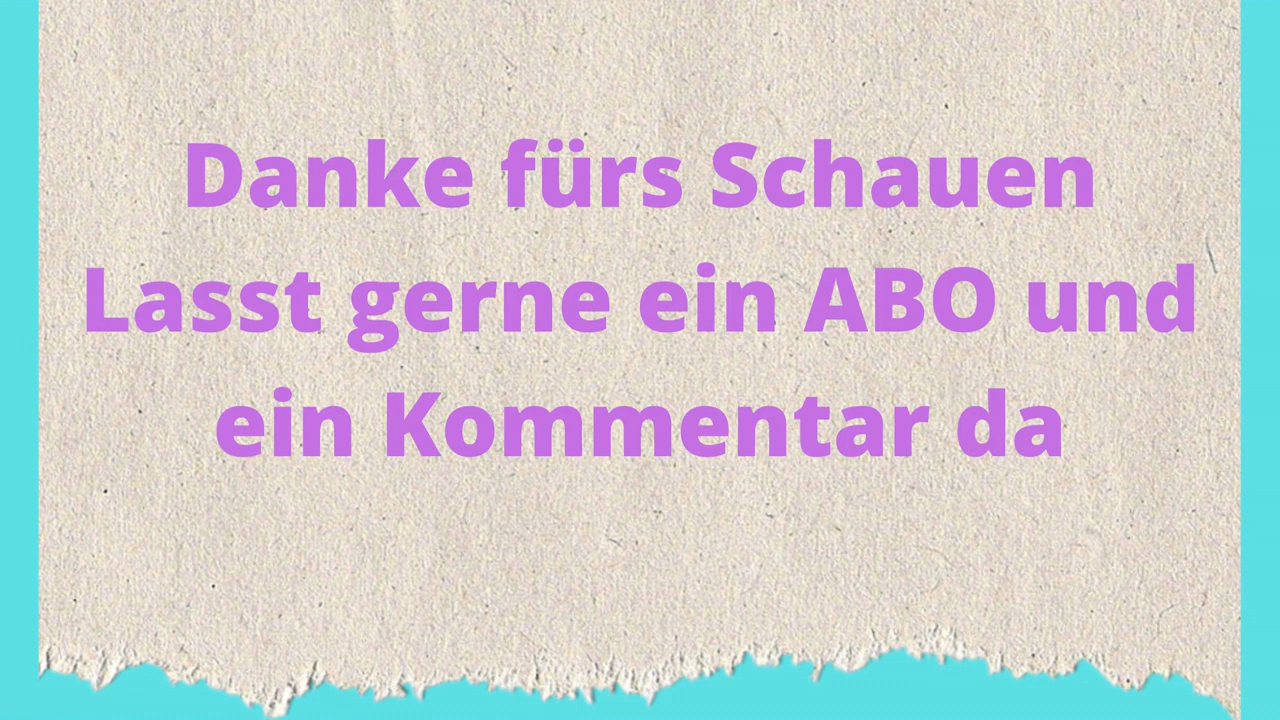 Danke fürs Schauen
Lasst gerne ein ABO und
ein Kommentar da